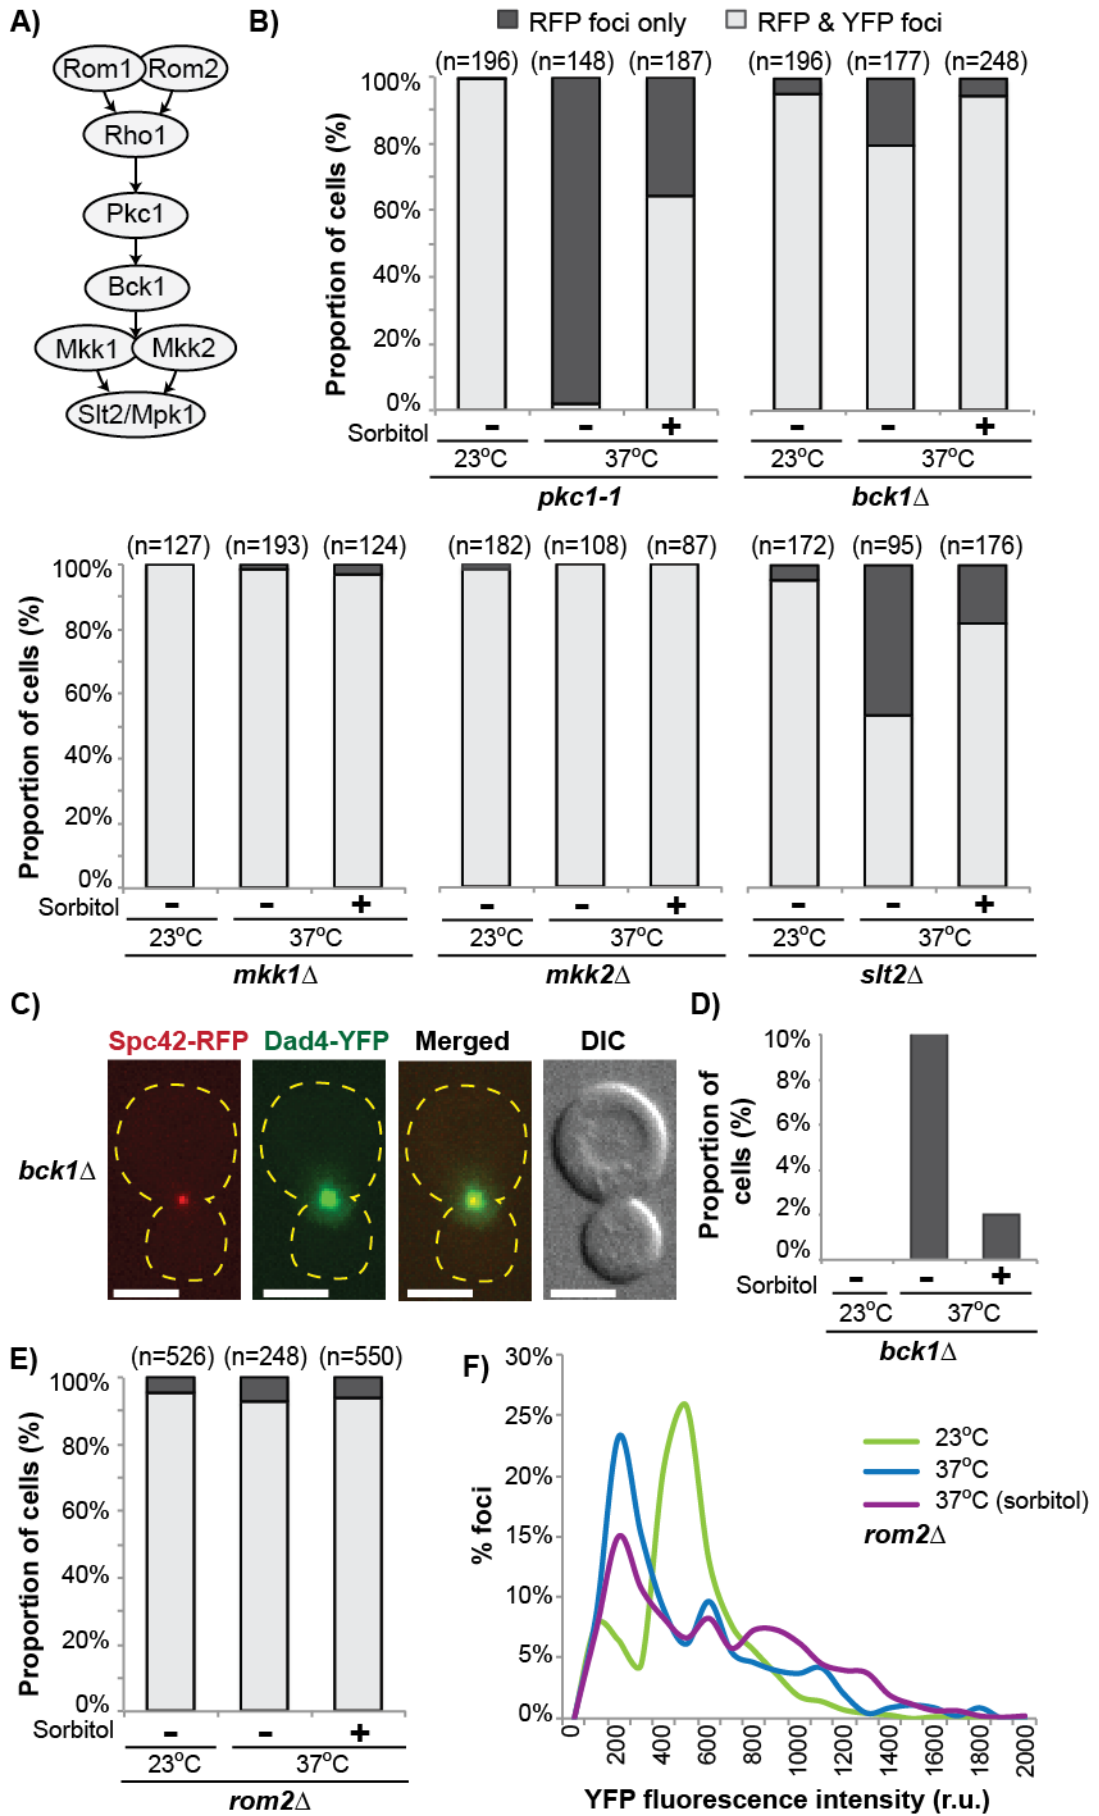 A)
Rom1 Rom2
Rho1
Pkc1
Bck1
Mkk1 Mkk2
Slt2/Mpk1
B)
RFP foci only RFP & YFP foci
(n=196) (n=148) (n=187)
(n=196) (n=177) (n=248)
Proportion of cells (%)
100%
80%
60%
40%
20%
0%
Sorbitol - - +
23°C 37°C
pkc1-1
- - +
23°C 37°C
bck1Δ
(n=127) (n=193) (n=124)
(n=182) (n=108) (n=87)
(n=172) (n=95) (n=176)
Proportion of cells (%)
100%
80%
60%
40%
20%
0%
Sorbitol - - +
23°C 37°C
mkk1Δ
- - +
23°C 37°C
mkk2Δ
- - +
23°C 37°C
slt2Δ
C)
Spc42-RFP Dad4-YFP Merged DIC
bck1Δ
D)
Proportion of
cells (%)
10%
8%
6%
4%
2%
0%
Sorbitol - - +
23°C 37°C
bck1Δ
E)
(n=526) (n=248) (n=550)
Proportion of cells (%)
100%
80%
60%
40%
20%
0%
Sorbitol - - +
23°C 37°C
rom2Δ
F)
% foci
30%
25%
20%
15%
10%
5%
0%
23°C
37°C
37°C (sorbitol)
rom2Δ
0 200 400 600 800 1000 1200 1400 1600 1800 2000
YFP fluorescence intensity (r.u.)